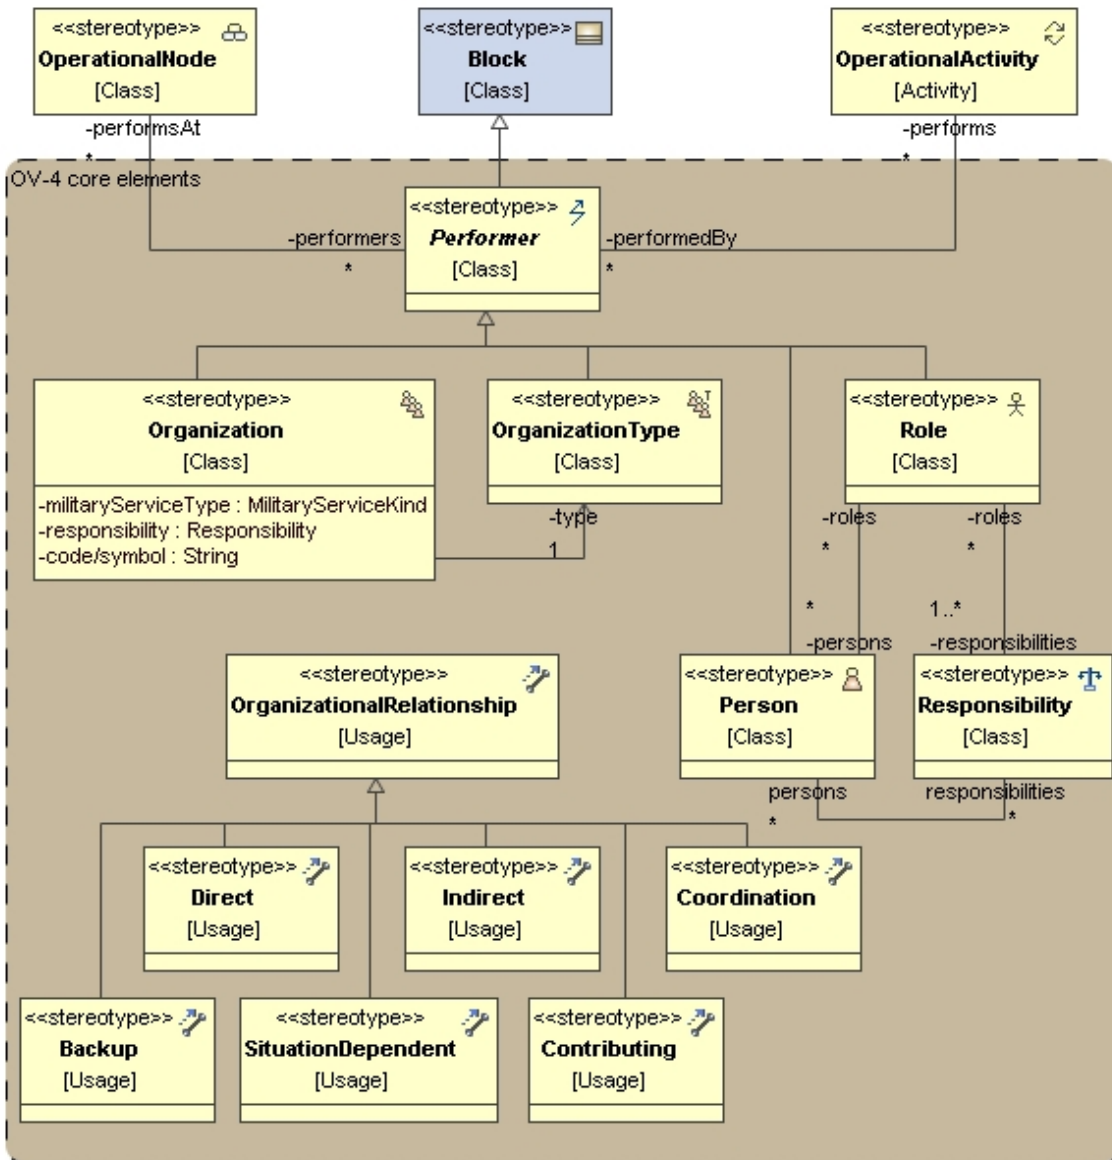 <<stereotype>>
OperationalNode
[Class]
<<stereotype>>
Block
[Class]
<<stereotype>>
OperationalActivity
[Activity]
-performsAt
*
-performs
*
OV-4 core elements
<<stereotype>>
Performer
[Class]
-performers
*
-performedBy
*
<<stereotype>>
Organization
[Class]
-militaryServiceType : MilitaryServiceKind
-responsibility : Responsibility
-code/symbol : String
<<stereotype>>
OrganizationType
[Class]
-type
1
<<stereotype>>
Role
[Class]
-roles
*
-roles
*
*
-persons
1..*
-responsibilities
<<stereotype>>
OrganizationalRelationship
[Usage]
<<stereotype>>
Person
[Class]
<<stereotype>>
Responsibility
[Class]
persons
*
responsibilities
*
<<stereotype>>
Direct
[Usage]
<<stereotype>>
Indirect
[Usage]
<<stereotype>>
Coordination
[Usage]
<<stereotype>>
Backup
[Usage]
<<stereotype>>
SituationDependent
[Usage]
<<stereotype>>
Contributing
[Usage]